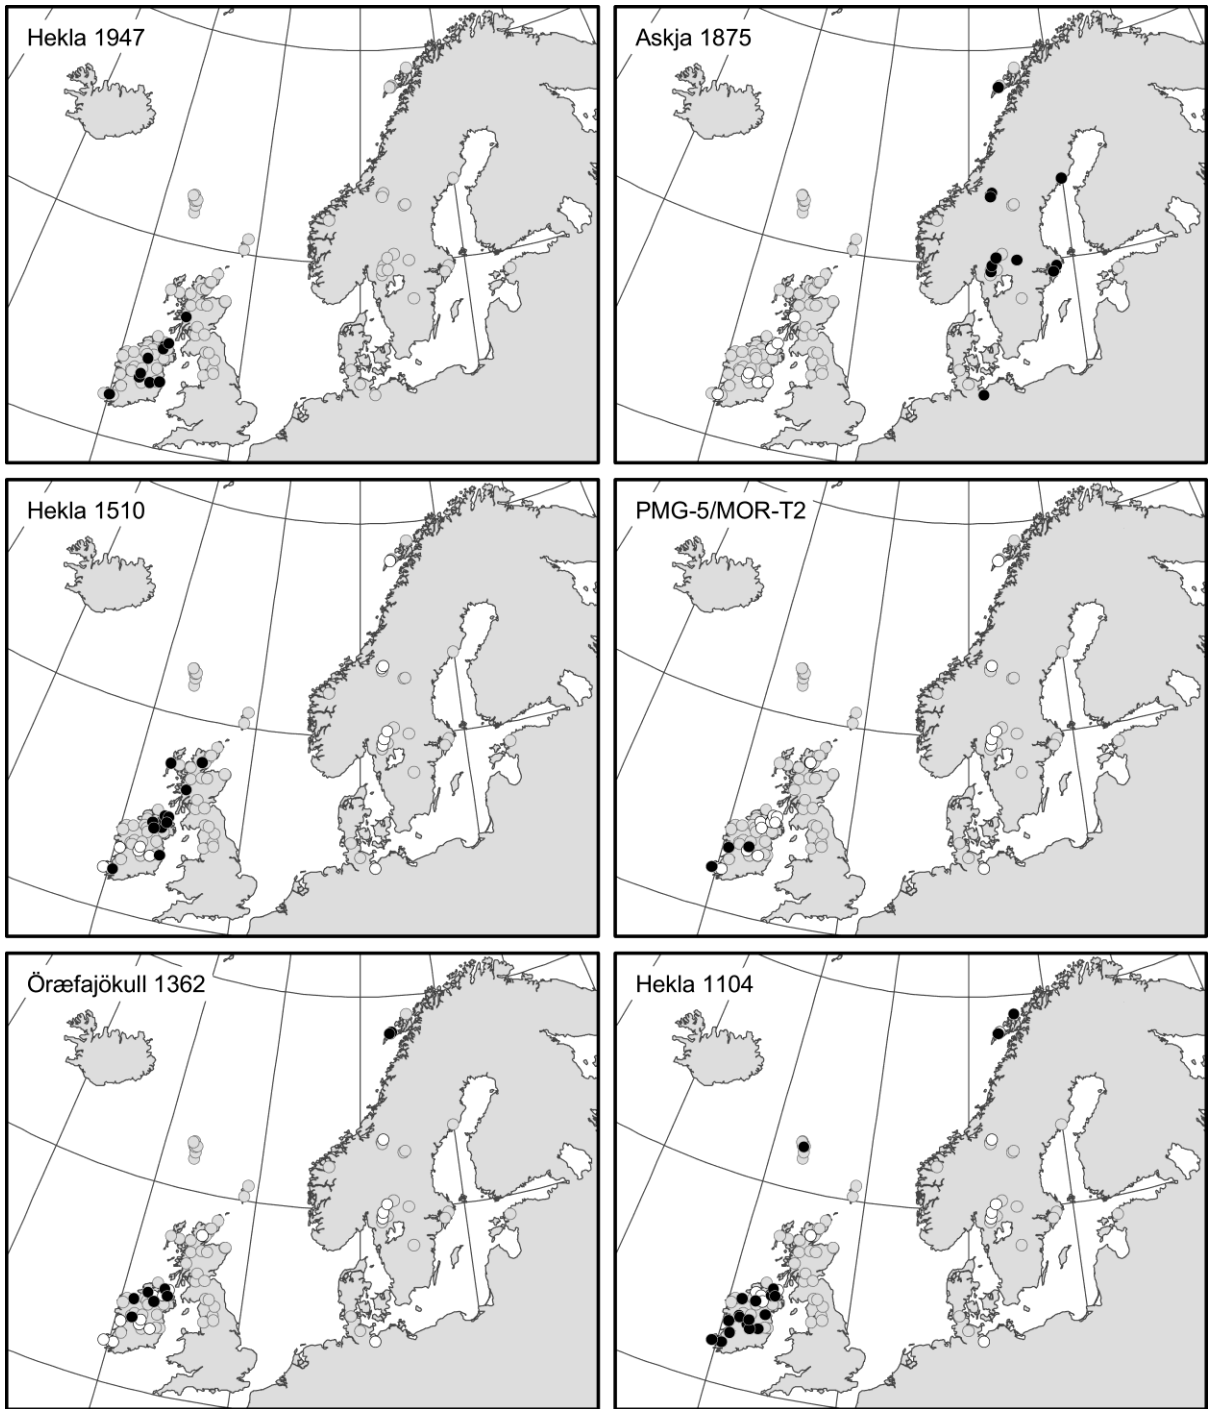 Hekla 1947
Askja 1875
Hekla 1510
PMG-5/MOR-T2
Öræfajökull 1362
Hekla 1104